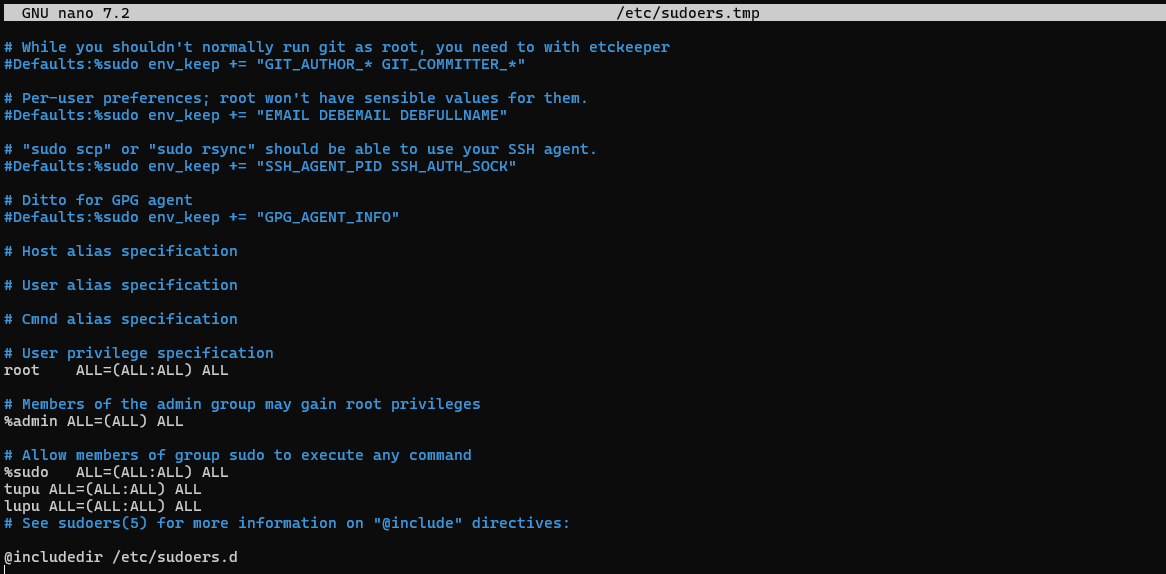 GNU nano 7.2 /etc/sudoers.tmp
# While you shouldn't normally run git as root, you need to with etckeeper
#Defaults:%sudo env_keep += "GIT_AUTHOR_* GIT_COMMITTER_*"
# Per-user preferences; root won't have sensible values for them.
#Defaults:%sudo env_keep += "EMAIL DEBEMAIL DEBFULLNAME"
# "sudo scp" or "sudo rsync" should be able to use your SSH agent.
#Defaults:%sudo env_keep += "SSH_AGENT_PID SSH_AUTH_SOCK"
# Ditto for GPG agent
#Defaults:%sudo env_keep += "GPG_AGENT_INFO"
# Host alias specification
# User alias specification
# Cmnd alias specification
# User privilege specification
root    ALL=(ALL:ALL) ALL
# Members of the admin group may gain root privileges
%admin ALL=(ALL) ALL
# Allow members of group sudo to execute any command
%sudo   ALL=(ALL:ALL) ALL
tupu ALL=(ALL:ALL) ALL
lupu ALL=(ALL:ALL) ALL
# See sudoers(5) for more information on "@include" directives:
@includedir /etc/sudoers.d